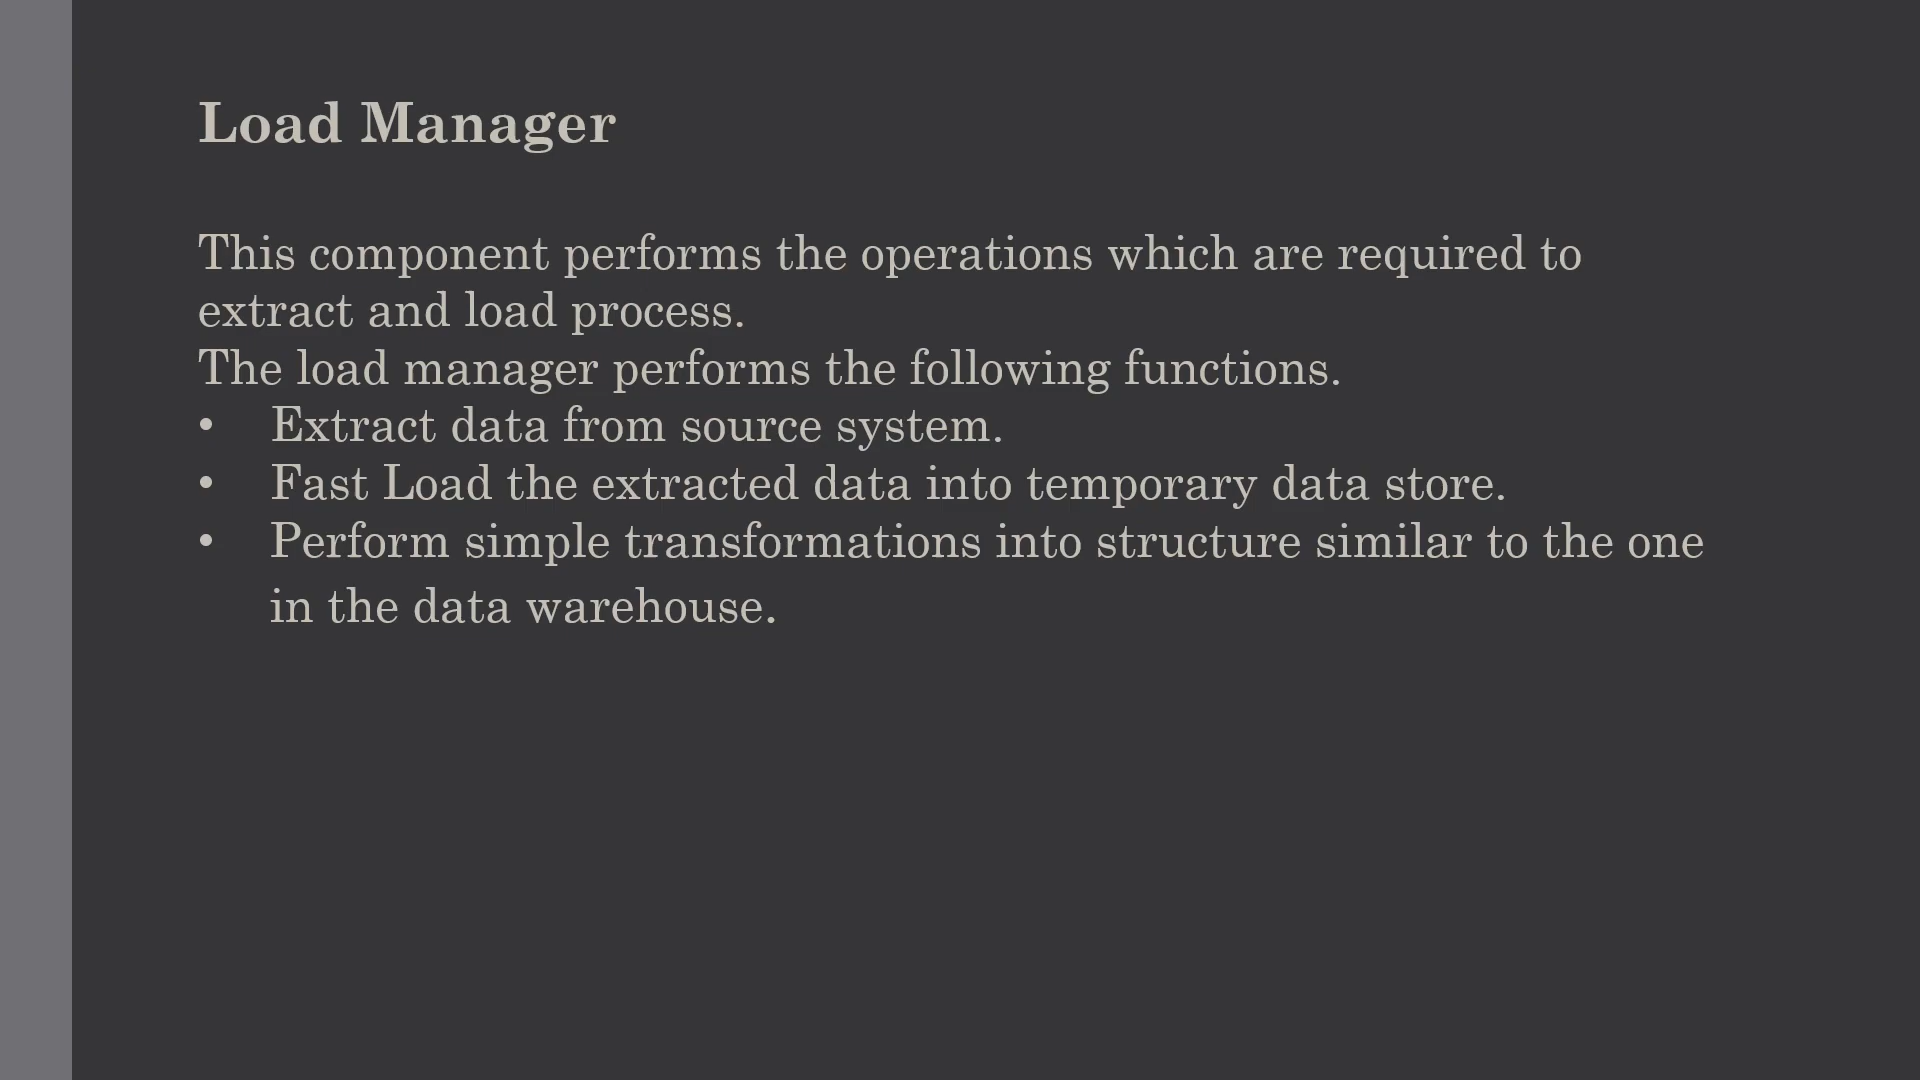 Load Manager
This component performs the operations which are required to
extract and load process.
The load manager performs the following functions.
• Extract data from source system.
• Fast Load the extracted data into temporary data store.
• Perform simple transformations into structure similar to the one
in the data warehouse.